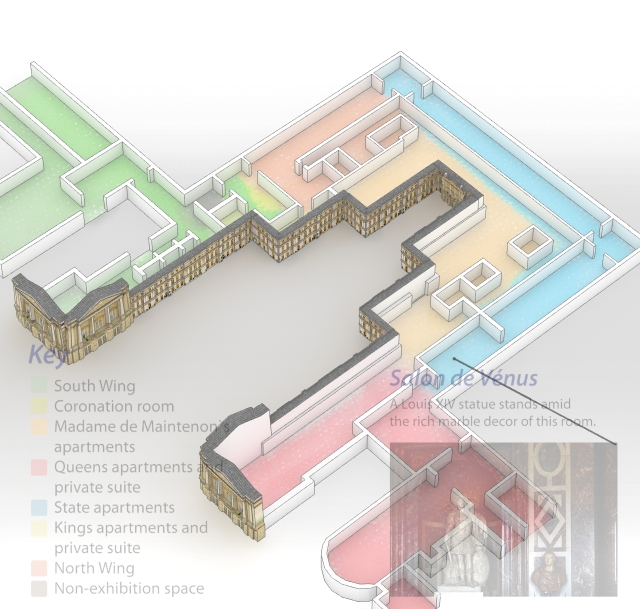 Key
South Wing
Coronation room
Madame de Maintenon's
apartments
Queens apartments and
private suite
State apartments
Kings apartments and
private suite
North Wing
Non-exhibition space
Salon de Vénus
A Louis XIV statue stands amid
the rich marble decor of this room.